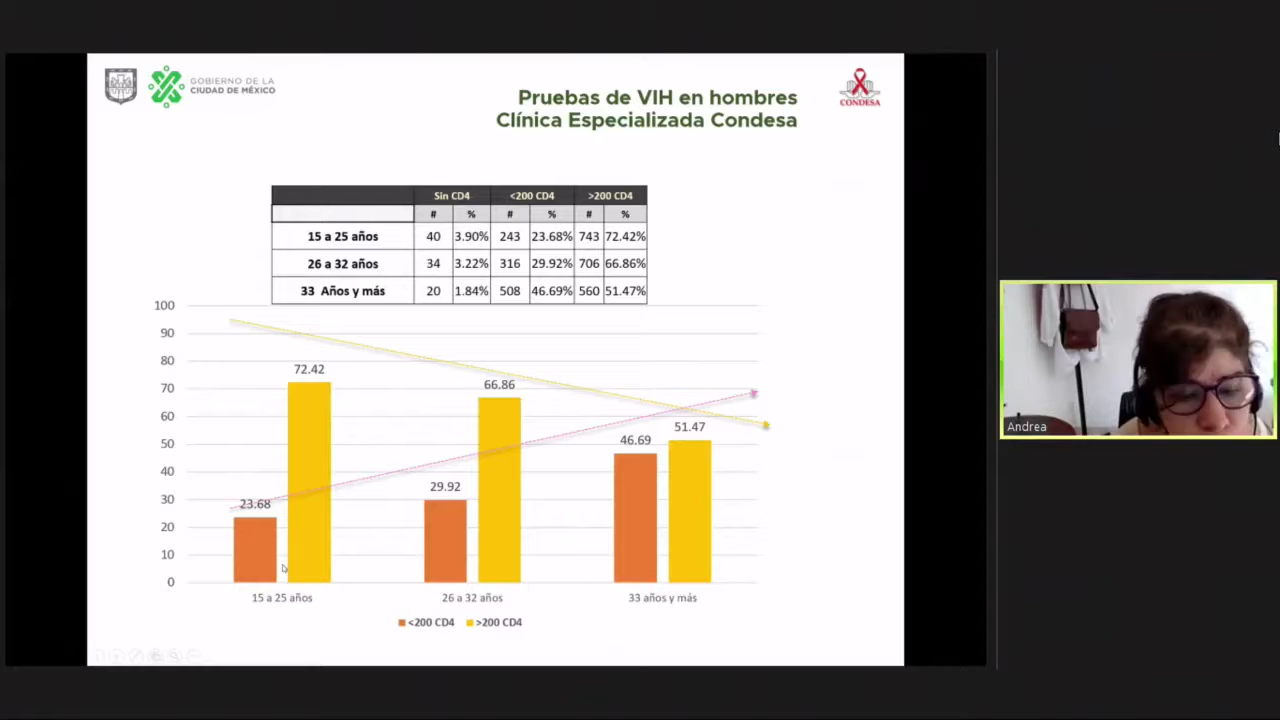 GOBIERNO DE LA
CIUDAD DE MÉXICO
Pruebas de VIH en hombres
Clínica Especializada Condesa
CONDESA
Sin CD4 <200 CD4 >200 CD4
# % # % # %
15 a 25 años 40 3.90% 243 23.68% 743 72.42%
26 a 32 años 34 3.22% 316 29.92% 706 66.86%
33 Años y más 20 1.84% 508 46.69% 560 51.47%
100
90
80
70
60
50
40
30
20
10
0
23.68
72.42
29.92
66.86
46.69
51.47
15 a 25 años
26 a 32 años
33 años y más
<200 CD4 >200 CD4
Andrea